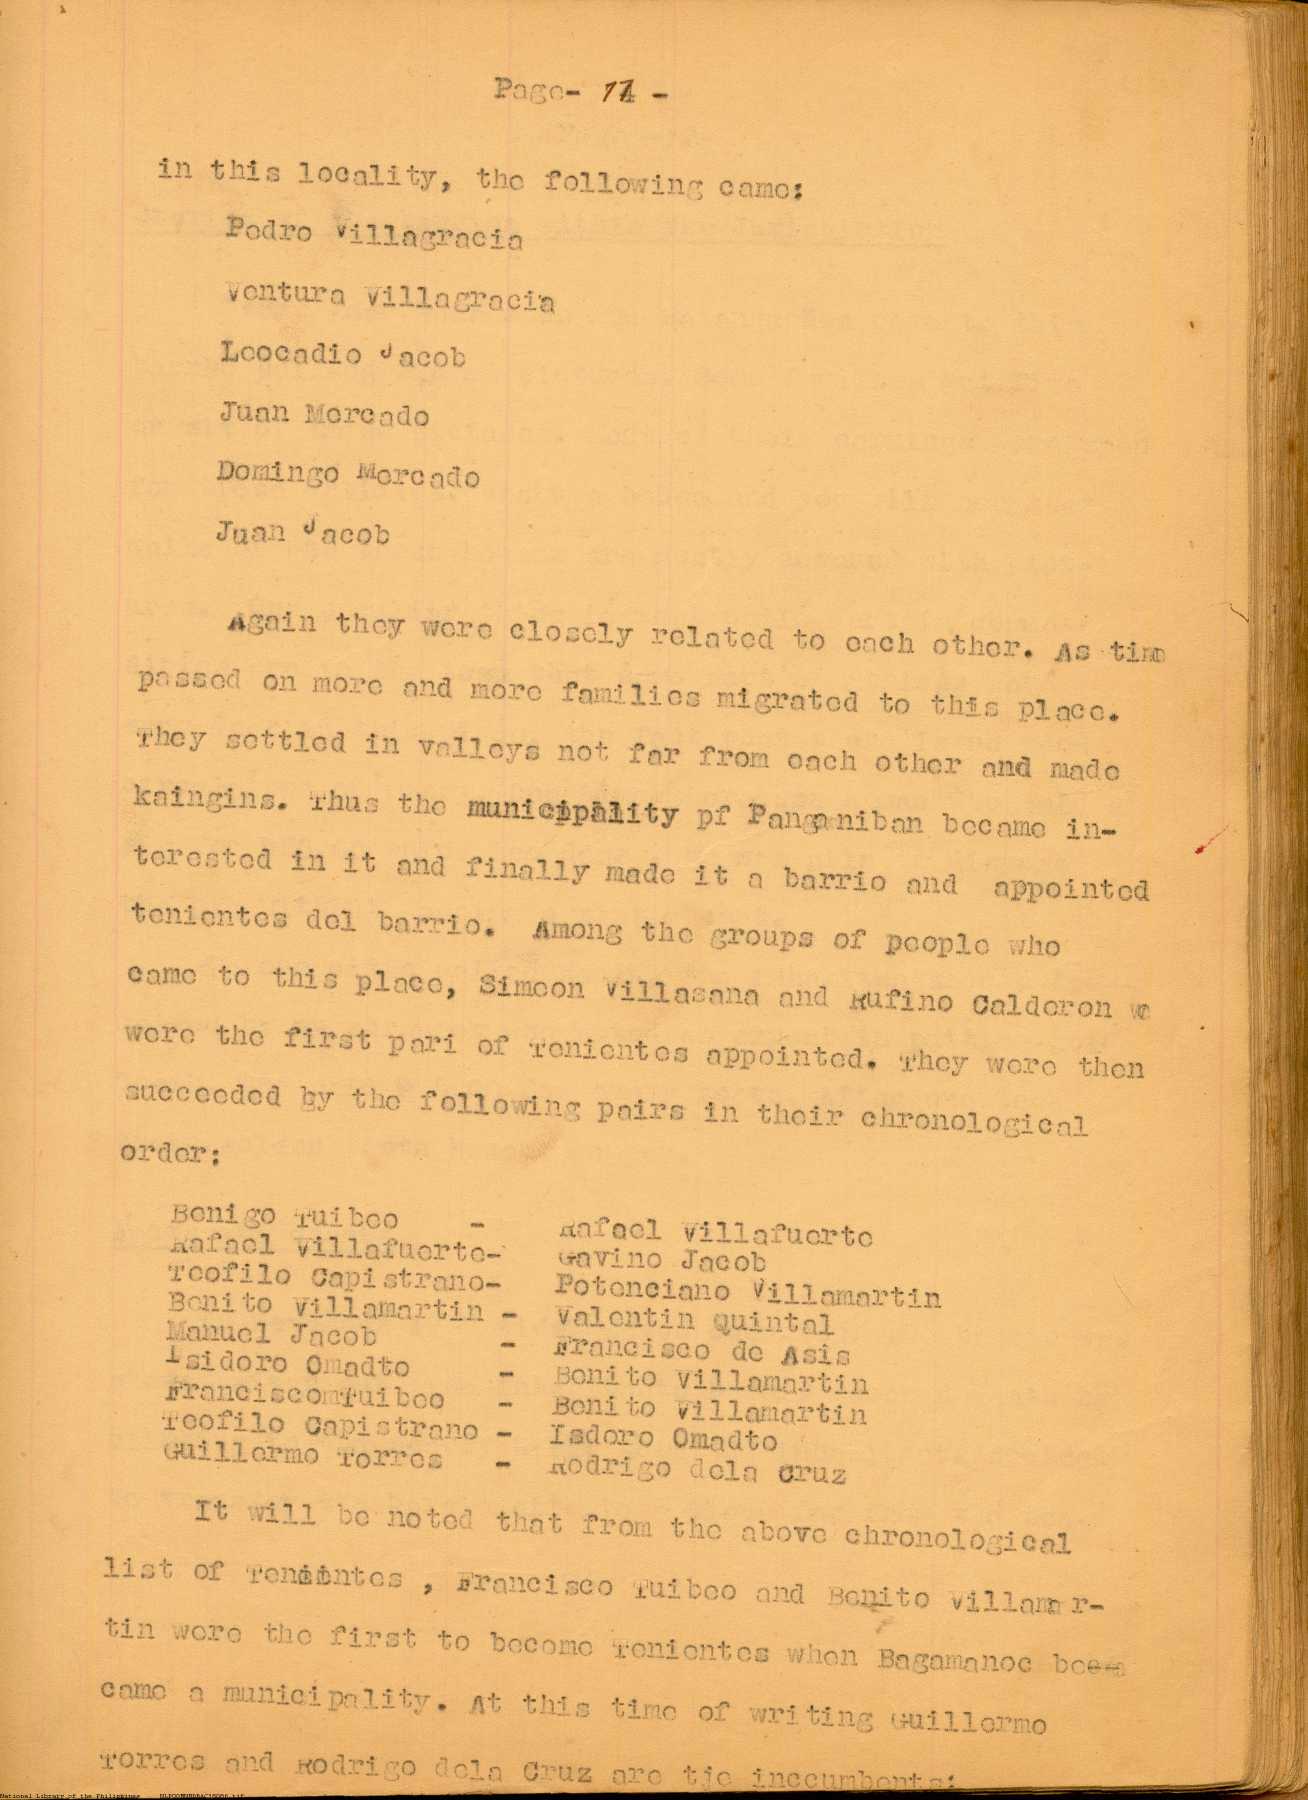 Page- 14 -
in this locality, the following came:
Pedro Villagracia
Ventura Villagracia
Leocadio Jacob
Juan Mercado
Domingo Mercado
Juan Jacob
Again they were closely related to each other. As time
passed on more and more families migrated to this place.
They settled in valleys not far from each other and made
kaingins. Thus the municipality pf Panganiban became in-
terested in it and finally made it a barrio and appointed
tenientes del barrio. Among the groups of people who
came to this place, Simeon Villasana and Rufino Calderon we
were the first pari of Tenientes appointed. They were then
succeeded by the following pairs in their chronological
order:
Benigo Tuibeo - Rafael Villafuerte
Rafael Villafuerte- Gavino Jacob
Teofilo Capistrano- Potenciano Villamartin
Benito Villamartin - Valentin Quintal
Manuel Jacob - Francisco de Asis
Isidoro Omadto - Benito Villamartin
FranciscomTuibeo - Benito Villamartin
Teofilo Capistrano - Isdoro Omadto
Guillermo Torres - Rodrigo dela Cruz
It will be noted that from the above chronological
list of Teniintes , Francisco Tuibeo and Benito Villamar-
tin were the first to become Tenientes when Bagamanoc be
came a municipality. At this time of writing Guillermo
Torres and Rodrigo dela Cruz are tje inccumbents:
National Library of the Philippines